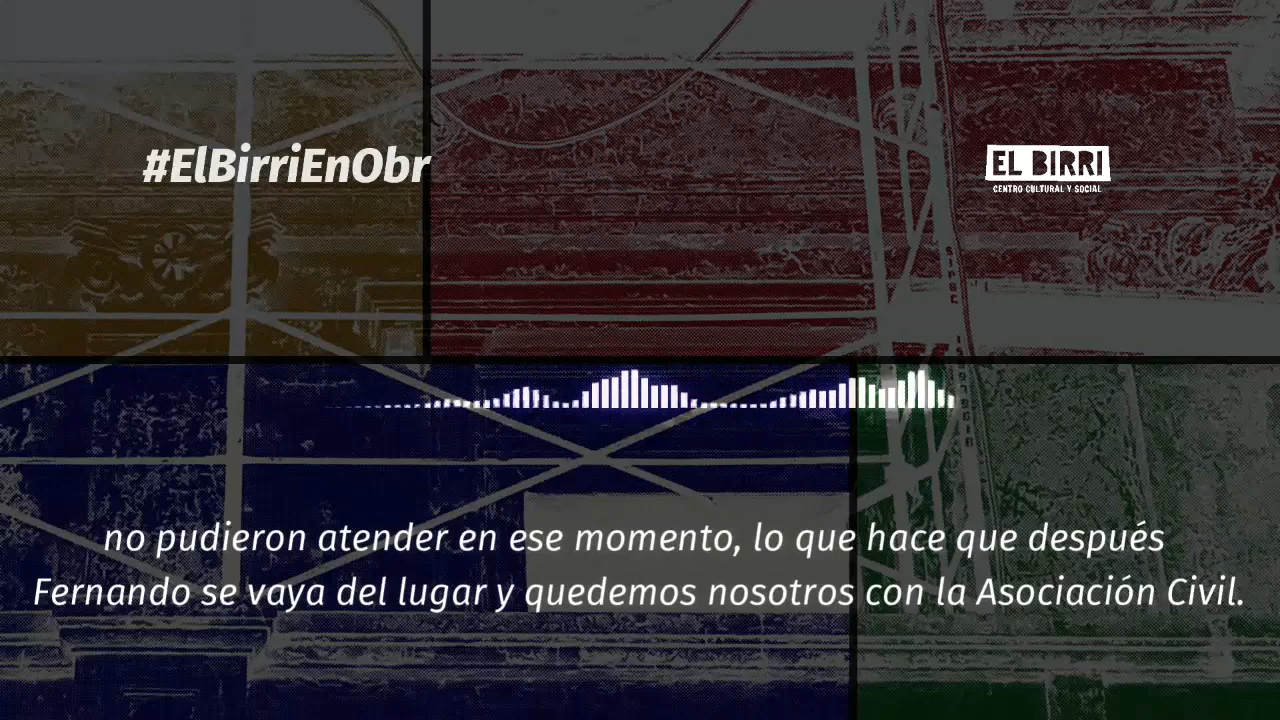 #ElBirriEnObr
EL BIRRI
CENTRO CULTURAL Y SOCIAL
no pudieron atender en ese momento, lo que hace que después
Fernando se vaya del lugar y quedemos nosotros con la Asociación Civil.